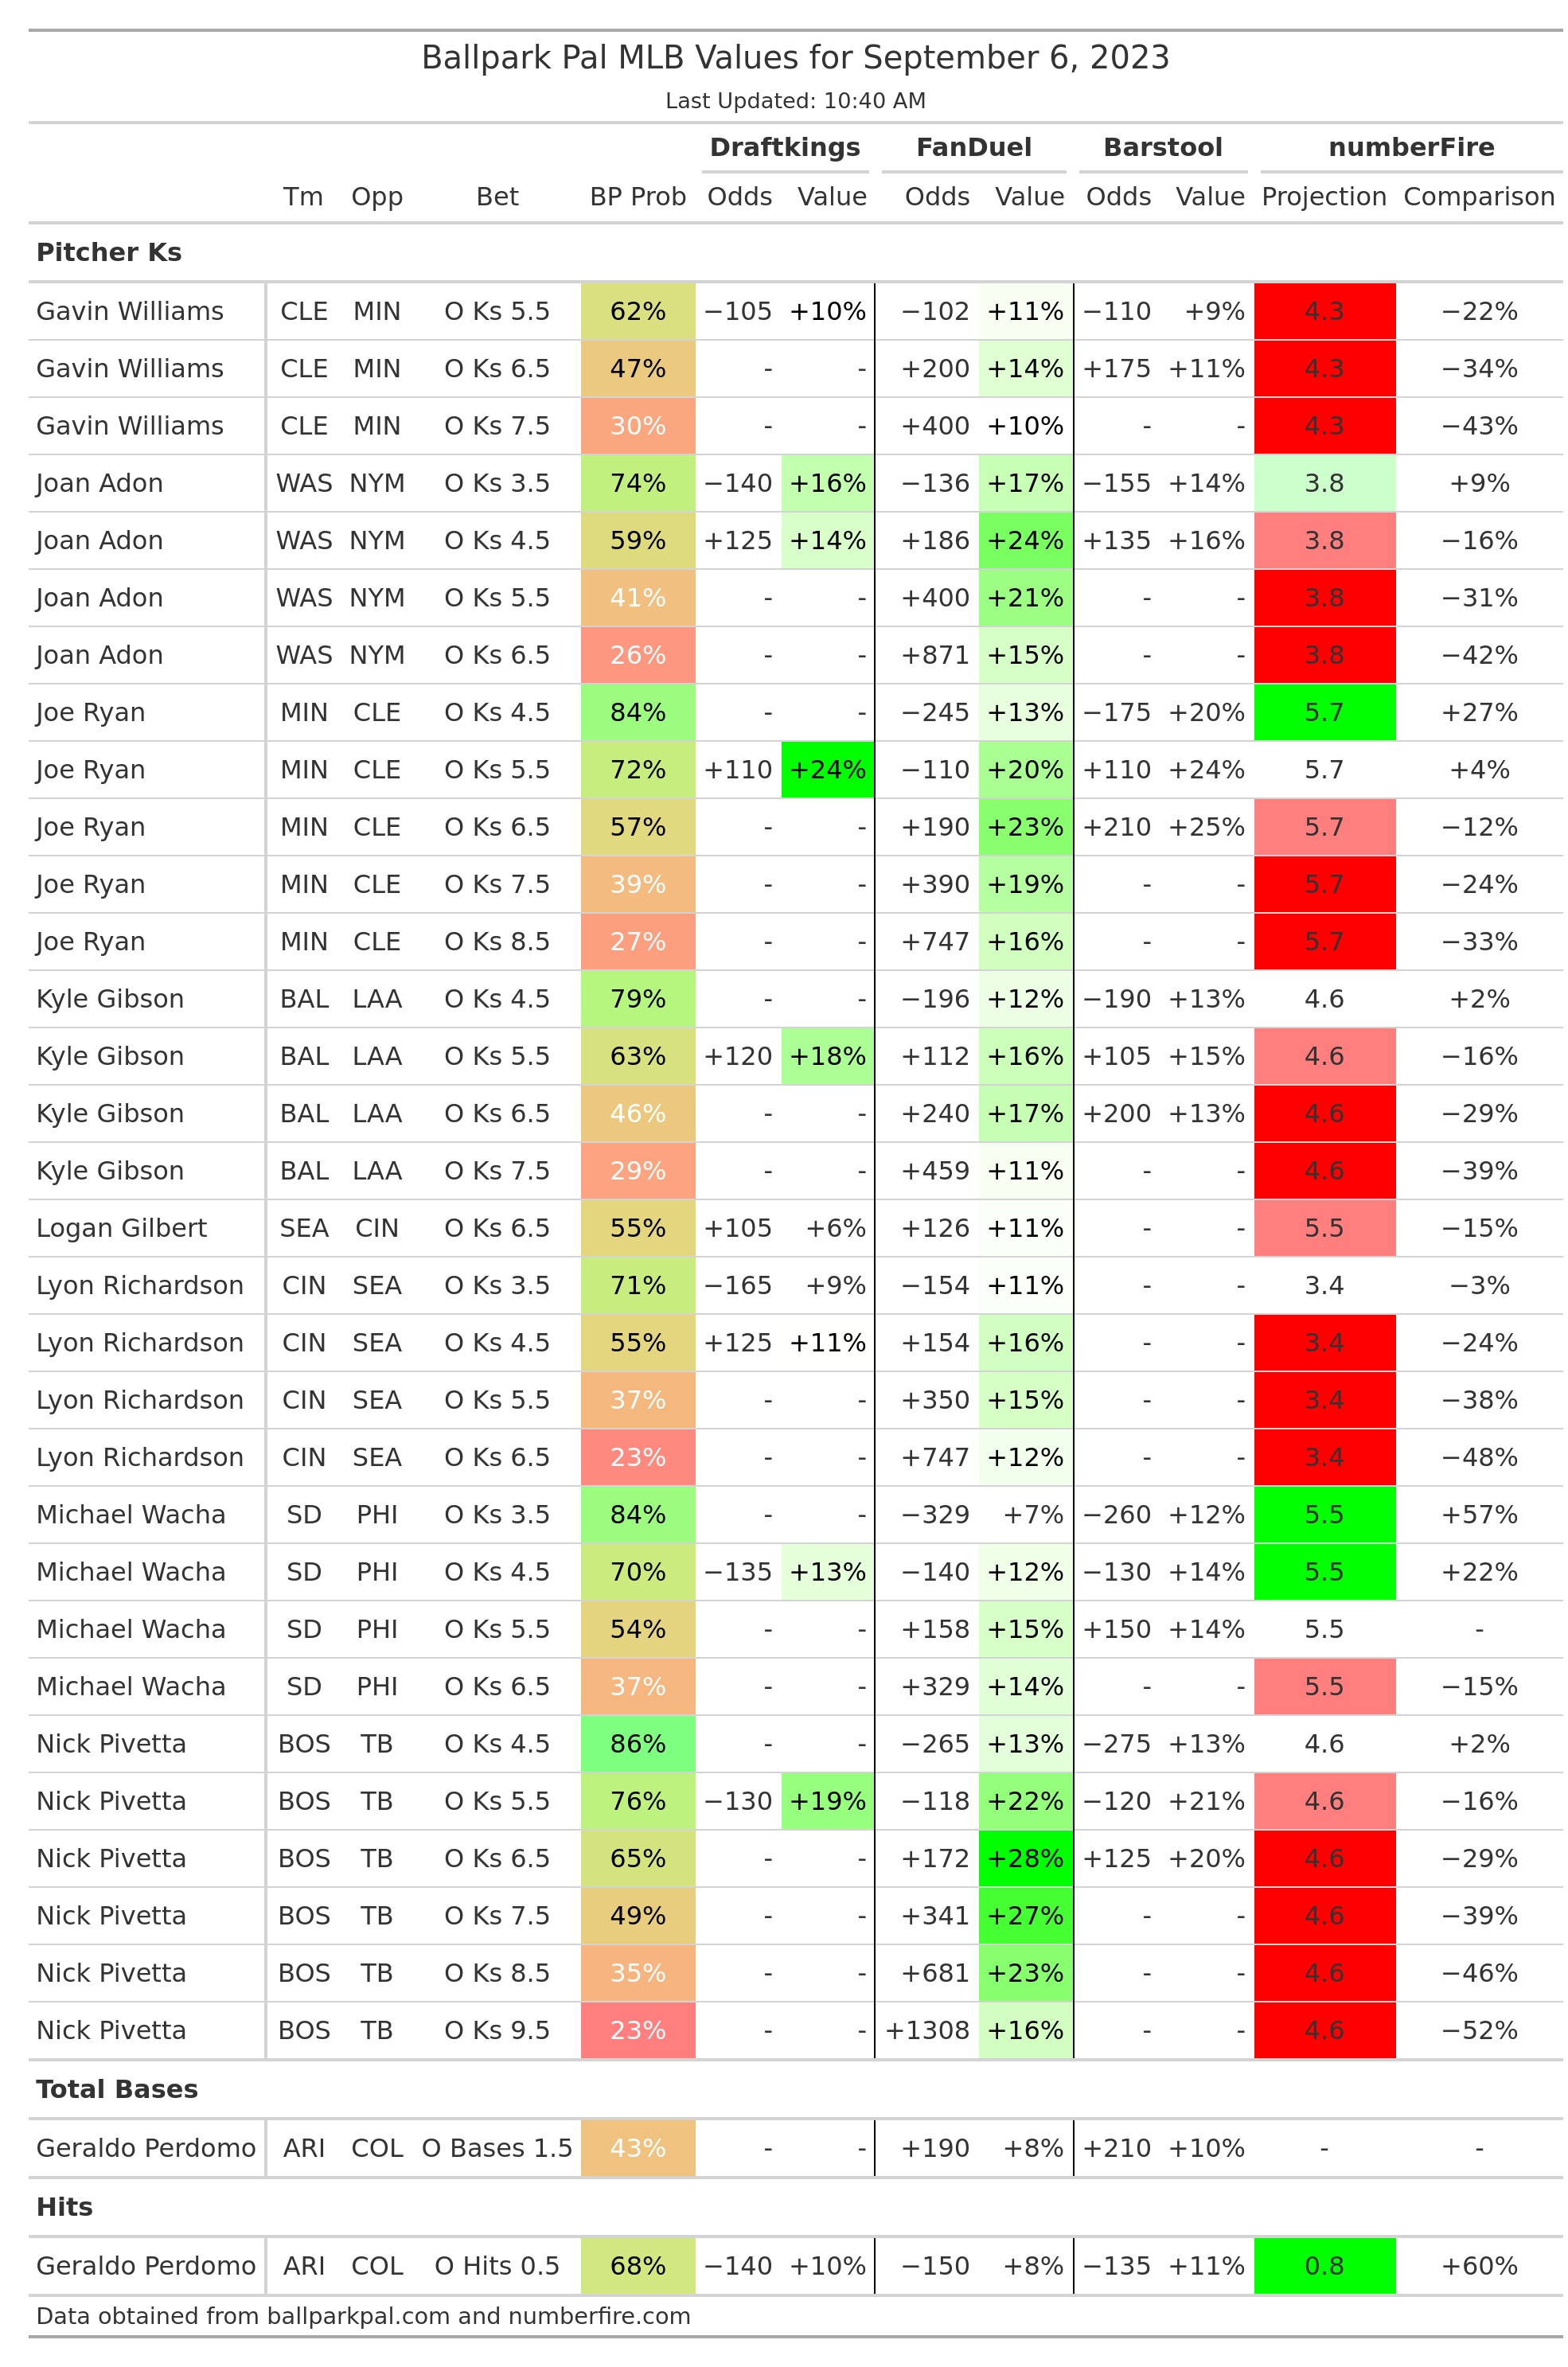 Ballpark Pal MLB Values for September 6, 2023
Last Updated: 10:40 AM
Draftkings FanDuel Barstool numberFire
Tm Opp Bet BP Prob Odds Value Odds Value Odds Value Projection Comparison
Pitcher Ks
Gavin Williams CLE MIN O Ks 5.5 62% −105 +10% −102 +11% −110 +9% 4.3 −22%
Gavin Williams CLE MIN O Ks 6.5 47% - - +200 +14% +175 +11% 4.3 −34%
Gavin Williams CLE MIN O Ks 7.5 30% - - +400 +10% - - 4.3 −43%
Joan Adon WAS NYM O Ks 3.5 74% −140 +16% −136 +17% −155 +14% 3.8 +9%
Joan Adon WAS NYM O Ks 4.5 59% +125 +14% +186 +24% +135 +16% 3.8 −16%
Joan Adon WAS NYM O Ks 5.5 41% - - +400 +21% - - 3.8 −31%
Joan Adon WAS NYM O Ks 6.5 26% - - +871 +15% - - 3.8 −42%
Joe Ryan MIN CLE O Ks 4.5 84% - - −245 +13% −175 +20% 5.7 +27%
Joe Ryan MIN CLE O Ks 5.5 72% +110 +24% −110 +20% +110 +24% 5.7 +4%
Joe Ryan MIN CLE O Ks 6.5 57% - - +190 +23% +210 +25% 5.7 −12%
Joe Ryan MIN CLE O Ks 7.5 39% - - +390 +19% - - 5.7 −24%
Joe Ryan MIN CLE O Ks 8.5 27% - - +747 +16% - - 5.7 −33%
Kyle Gibson BAL LAA O Ks 4.5 79% - - −196 +12% −190 +13% 4.6 +2%
Kyle Gibson BAL LAA O Ks 5.5 63% +120 +18% +112 +16% +105 +15% 4.6 −16%
Kyle Gibson BAL LAA O Ks 6.5 46% - - +240 +17% +200 +13% 4.6 −29%
Kyle Gibson BAL LAA O Ks 7.5 29% - - +459 +11% - - 4.6 −39%
Logan Gilbert SEA CIN O Ks 6.5 55% +105 +6% +126 +11% - - 5.5 −15%
Lyon Richardson CIN SEA O Ks 3.5 71% −165 +9% −154 +11% - - 3.4 −3%
Lyon Richardson CIN SEA O Ks 4.5 55% +125 +11% +154 +16% - - 3.4 −24%
Lyon Richardson CIN SEA O Ks 5.5 37% - - +350 +15% - - 3.4 −38%
Lyon Richardson CIN SEA O Ks 6.5 23% - - +747 +12% - - 3.4 −48%
Michael Wacha SD PHI O Ks 3.5 84% - - −329 +7% −260 +12% 5.5 +57%
Michael Wacha SD PHI O Ks 4.5 70% −135 +13% −140 +12% −130 +14% 5.5 +22%
Michael Wacha SD PHI O Ks 5.5 54% - - +158 +15% +150 +14% 5.5 -
Michael Wacha SD PHI O Ks 6.5 37% - - +329 +14% - - 5.5 −15%
Nick Pivetta BOS TB O Ks 4.5 86% - - −265 +13% −275 +13% 4.6 +2%
Nick Pivetta BOS TB O Ks 5.5 76% −130 +19% −118 +22% −120 +21% 4.6 −16%
Nick Pivetta BOS TB O Ks 6.5 65% - - +172 +28% +125 +20% 4.6 −29%
Nick Pivetta BOS TB O Ks 7.5 49% - - +341 +27% - - 4.6 −39%
Nick Pivetta BOS TB O Ks 8.5 35% - - +681 +23% - - 4.6 −46%
Nick Pivetta BOS TB O Ks 9.5 23% - - +1308 +16% - - 4.6 −52%
Total Bases
Geraldo Perdomo ARI COL O Bases 1.5 43% - - +190 +8% +210 +10% - -
Hits
Geraldo Perdomo ARI COL O Hits 0.5 68% −140 +10% −150 +8% −135 +11% 0.8 +60%
Data obtained from ballparkpal.com and numberfire.com